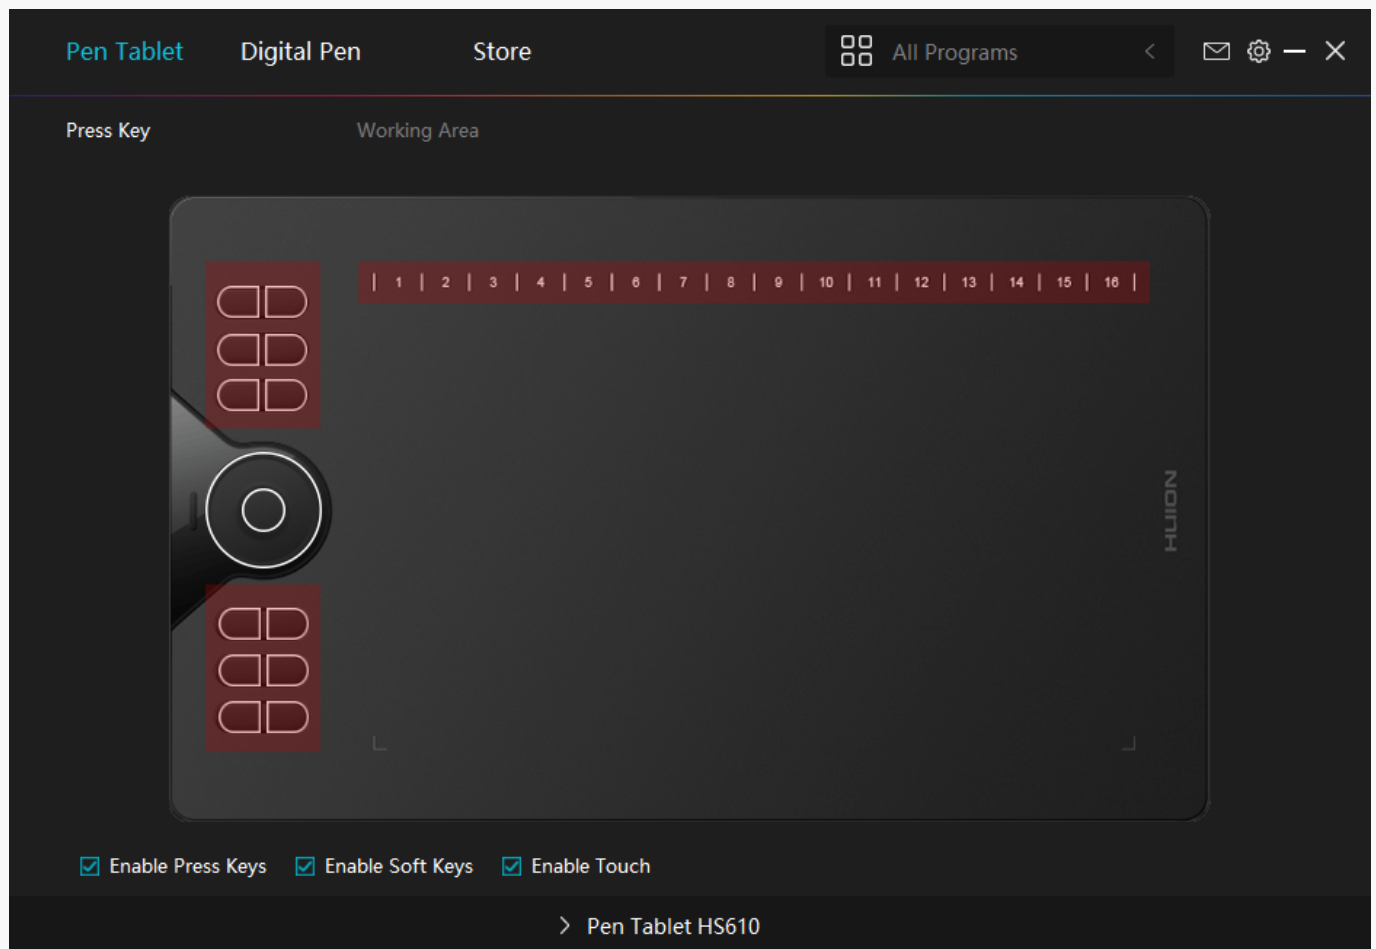 Pen Tablet Digital Pen Store All Programs
Press Key Working Area
1 2 3 4 5 6 7 8 9 10 11 12 13 14 15 16
HUION
Enable Press Keys Enable Soft Keys Enable Touch
Pen Tablet HS610